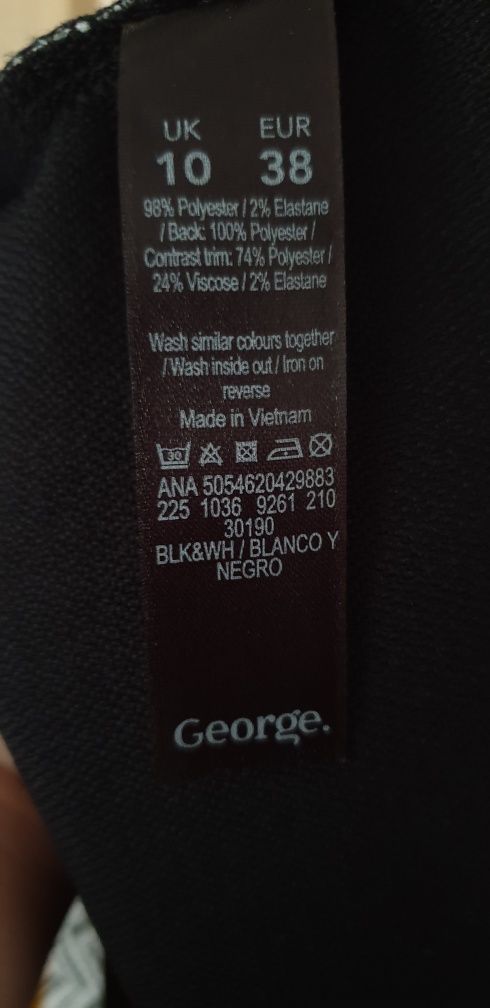 UK EUR
10 38
98% Polyester / 2% Elastane
/ Back: 100% Polyester /
Contrast trim: 74% Polyester /
24% Viscose / 2% Elastane
Wash similar colours together
/ Wash inside out / Iron on
reverse
Made in Vietnam
30
ANA 5054620429883
225 1036 9261 210
30190
BLK&WH / BLANCO Y
NEGRO
George.